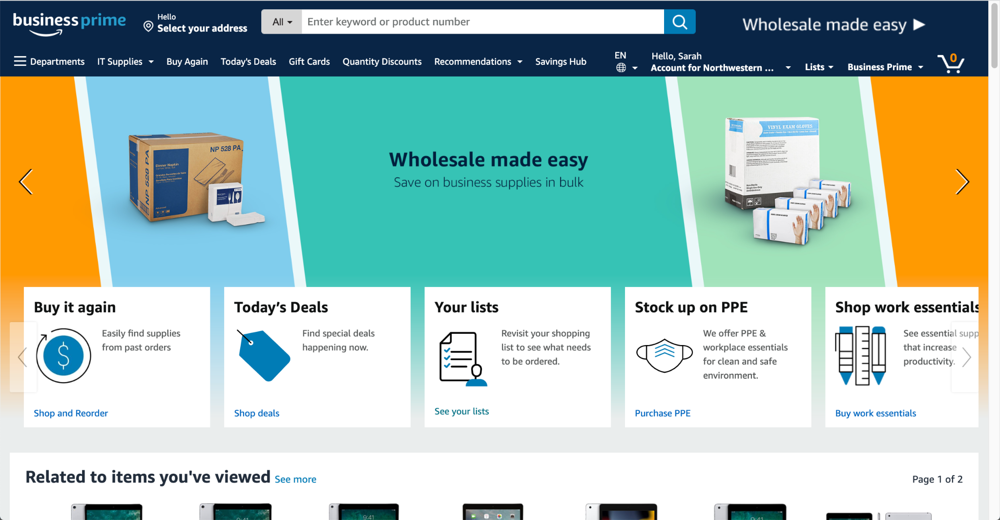 businessprime
Hello
Select your address
All
Enter keyword or product number
Wholesale made easy
Departments
IT Supplies
Buy Again
Today's Deals
Gift Cards
Quantity Discounts
Recommendations
Savings Hub
EN
Hello, Sarah
Account for Northwestern ...
Lists
Business Prime
0
NP 528 PA
NP 528 PA
Dinner Napkin
VINYL EXAM GLOVES
Wholesale made easy
Save on business supplies in bulk
Buy it again
Easily find supplies
from past orders
Shop and Reorder
Today's Deals
Find special deals
happening now.
Shop deals
Your lists
Revisit your shopping
list to see what needs
to be ordered.
See your lists
Stock up on PPE
We offer PPE &
workplace essentials
for clean and safe
environment.
Purchase PPE
Shop work essentials
See essential supp
that increase
productivity.
Buy work essentials
Related to items you've viewed See more
Page 1 of 2
9:41